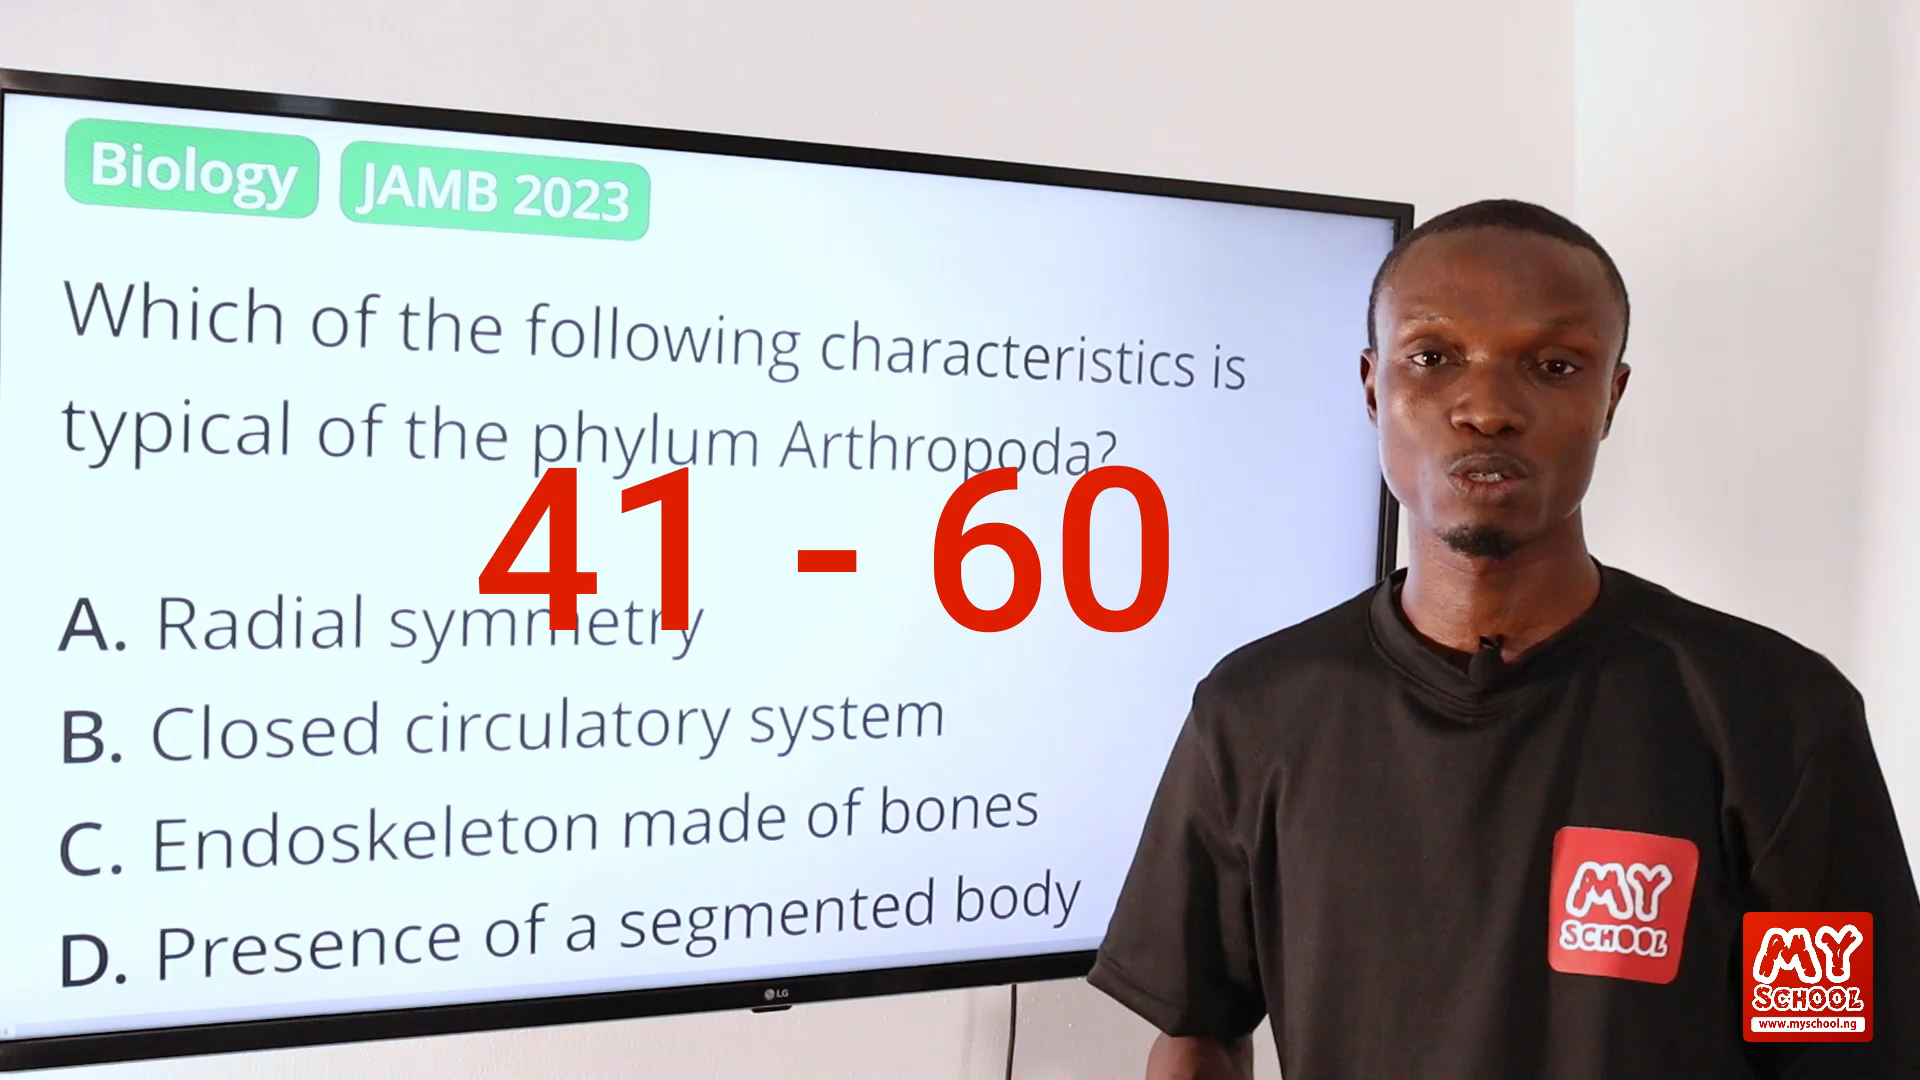 Biology JAMB 2023
Which of the following characteristics is
typical of the phylum Arthropoda?
41 - 60
A. Radial symmetry
B. Closed circulatory system
C. Endoskeleton made of bones
D. Presence of a segmented body
LG
MY
SCHOOL
MY
SCHOOL
www.myschool.ng